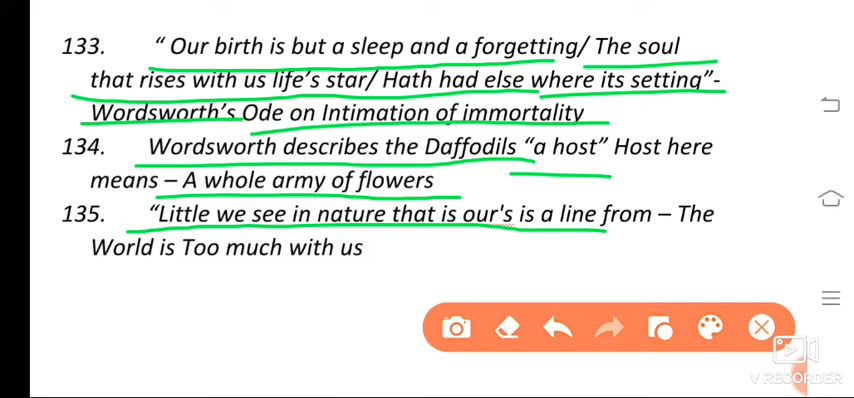 133. “ Our birth is but a sleep and a forgetting/ The soul
that rises with us life’s star/ Hath had else where its setting”-
Wordsworth’s Ode on Intimation of immortality
134. Wordsworth describes the Daffodils “a host” Host here
means – A whole army of flowers
135. “Little we see in nature that is our's is a line from – The
World is Too much with us
V RECORDER